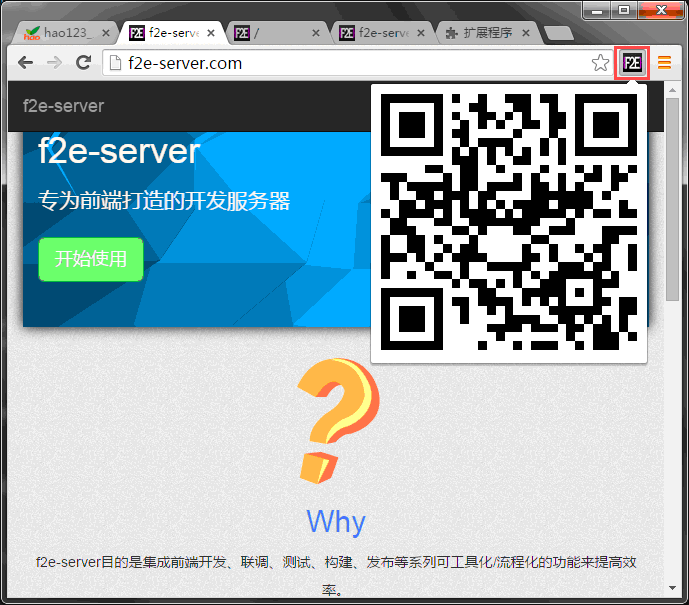 hao123_
f2e-serve
/
f2e-serve
扩展程序
f2e-server.com
F2E
f2e-server
f2e-server
专为前端打造的开发服务器
开始使用
Why
f2e-server目的是集成前端开发、联调、测试、构建、发布等系列可工具化/流程化的功能来提高效
率。